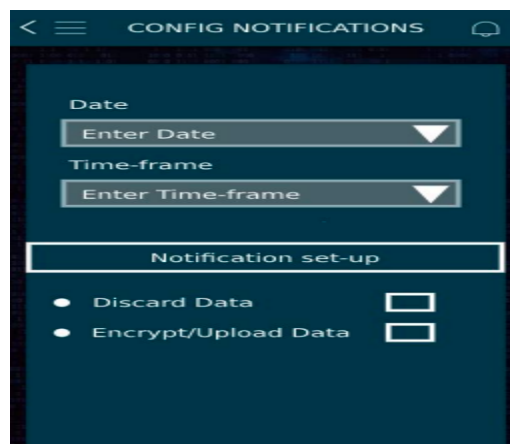 < CONFIG NOTIFICATIONS
Date
Enter Date
Time-frame
Enter Time-frame
Notification set-up
Discard Data
Encrypt/Upload Data